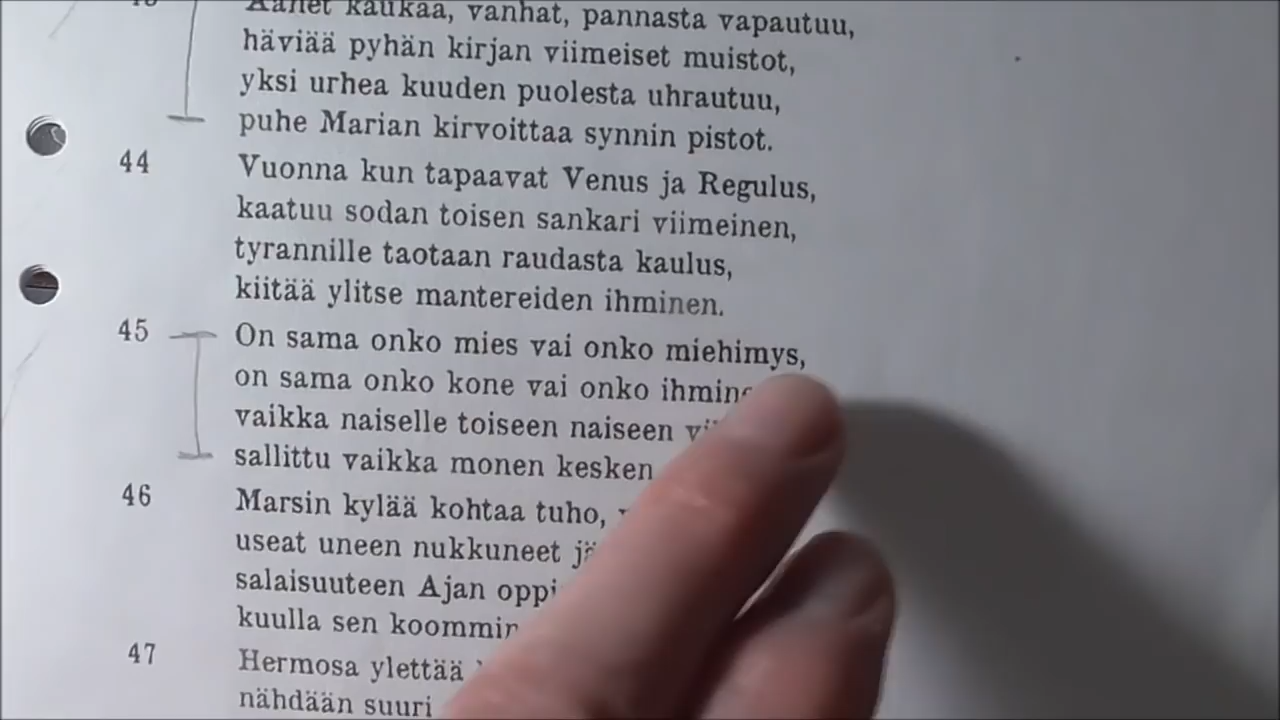 Äänet kaukaa, vanhat, pannasta vapautuu,
häviää pyhän kirjan viimeiset muistot,
yksi urhea kuuden puolesta uhrautuu,
puhe Marian kirvoittaa synnin pistot.
44 Vuonna kun tapaavat Venus ja Regulus,
kaatuu sodan toisen sankari viimeinen,
tyrannille taotaan raudasta kaulus,
kiitää ylitse mantereiden ihminen.
45 On sama onko mies vai onko miehimys,
on sama onko kone vai onko
vaikka naiselle toiseen naiseen
sallittu vaikka monen kesken
46 Marsin kylää kohtaa tuho,
useat uneen nukkuneet
salaisuuteen Ajan
kuulla sen
47 Hermosa ylettää
nähdään suuri